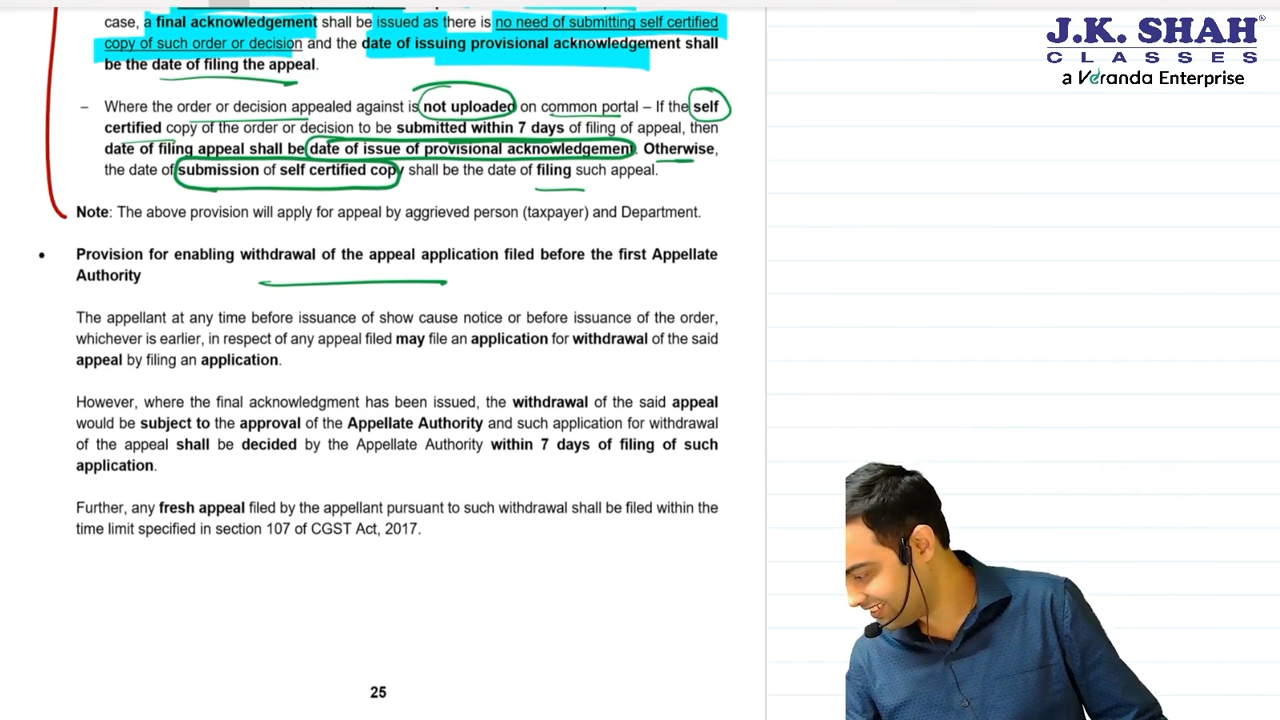 case, a final acknowledgement shall be issued as there is no need of submitting self certified
copy of such order or decision and the date of issuing provisional acknowledgement shall
be the date of filing the appeal.
– Where the order or decision appealed against is not uploaded on common portal – If the self
certified copy of the order or decision to be submitted within 7 days of filing of appeal, then
date of filing appeal shall be date of issue of provisional acknowledgement. Otherwise,
the date of submission of self certified copy shall be the date of filing such appeal.
Note: The above provision will apply for appeal by aggrieved person (taxpayer) and Department.
• Provision for enabling withdrawal of the appeal application filed before the first Appellate
Authority
The appellant at any time before issuance of show cause notice or before issuance of the order,
whichever is earlier, in respect of any appeal filed may file an application for withdrawal of the said
appeal by filing an application.
However, where the final acknowledgment has been issued, the withdrawal of the said appeal
would be subject to the approval of the Appellate Authority and such application for withdrawal
of the appeal shall be decided by the Appellate Authority within 7 days of filing of such
application.
Further, any fresh appeal filed by the appellant pursuant to such withdrawal shall be filed within the
time limit specified in section 107 of CGST Act, 2017.
25
J.K. SHAH®
CLASSES
a Veranda Enterprise